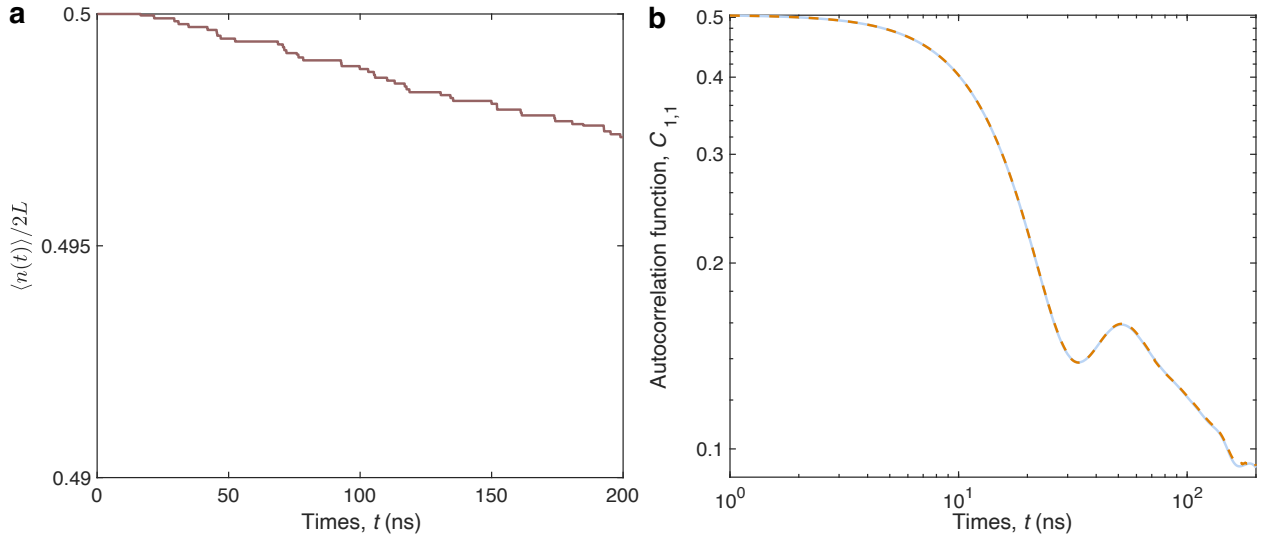 a
0.5
0.495
0.49
⟨n(t)⟩/2L
0 50 100 150 200
Times, t (ns)
b
0.5
0.4
0.3
0.2
0.1
Autocorrelation function, C1,1
10^0 10^1 10^2
Times, t (ns)